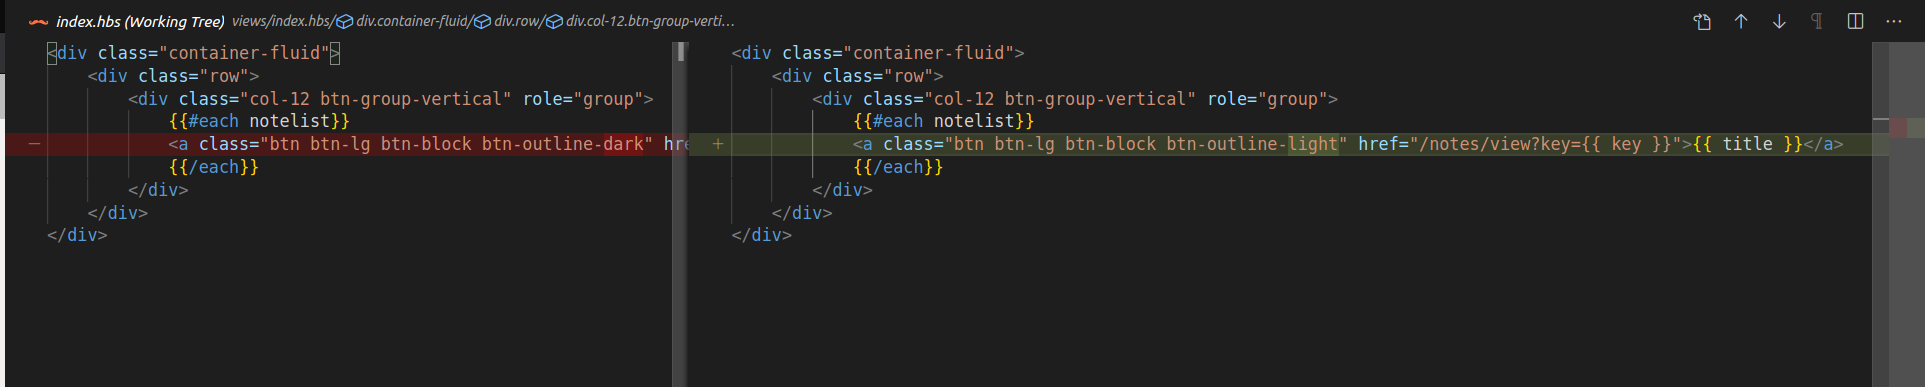 index.hbs (Working Tree) views/index.hbs/div.container-fluid/div.row/div.col-12.btn-group-verti…
<div class="container-fluid">
<div class="row">
<div class="col-12 btn-group-vertical" role="group">
{{#each notelist}}
− <a class="btn btn-lg btn-block btn-outline-dark" hre
{{/each}}
</div>
</div>
</div>
<div class="container-fluid">
<div class="row">
<div class="col-12 btn-group-vertical" role="group">
{{#each notelist}}
+ <a class="btn btn-lg btn-block btn-outline-light" href="/notes/view?key={{ key }}">{{ title }}</a>
{{/each}}
</div>
</div>
</div>